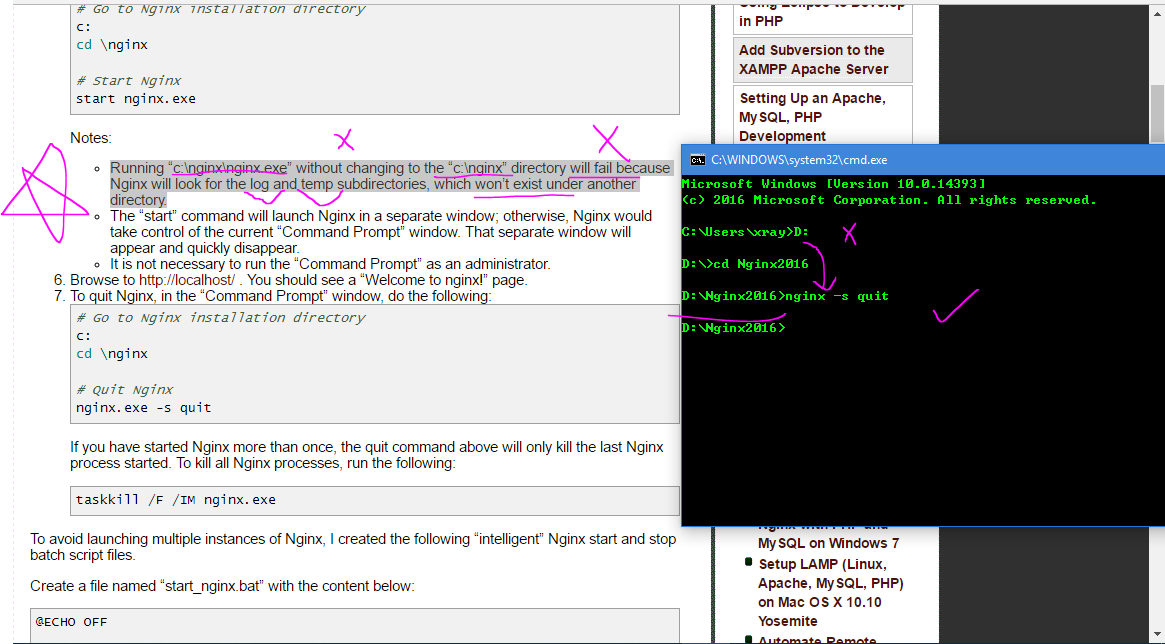 # Go to Nginx installation directory
c:
cd \nginx
# Start Nginx
start nginx.exe
Notes:
Running “c:\nginx\nginx.exe” without changing to the “c:\nginx” directory will fail because
Nginx will look for the log and temp subdirectories, which won’t exist under another
directory.
The “start” command will launch Nginx in a separate window; otherwise, Nginx would
take control of the current “Command Prompt” window. That separate window will
appear and quickly disappear.
It is not necessary to run the “Command Prompt” as an administrator.
6. Browse to http://localhost/ . You should see a “Welcome to nginx!” page.
7. To quit Nginx, in the “Command Prompt” window, do the following:
# Go to Nginx installation directory
c:
cd \nginx
# Quit Nginx
nginx.exe -s quit
If you have started Nginx more than once, the quit command above will only kill the last Nginx
process started. To kill all Nginx processes, run the following:
taskkill /F /IM nginx.exe
To avoid launching multiple instances of Nginx, I created the following “intelligent” Nginx start and stop
batch script files.
Create a file named “start_nginx.bat” with the content below:
@ECHO OFF
Using Eclipse to Develop
in PHP
Add Subversion to the
XAMPP Apache Server
Setting Up an Apache,
MySQL, PHP
Development
C:\WINDOWS\system32\cmd.exe
Microsoft Windows [Version 10.0.14393]
(c) 2016 Microsoft Corporation. All rights reserved.
C:\Users\xray>D:
D:\>cd Nginx2016
D:\Nginx2016>nginx -s quit
D:\Nginx2016>
Nginx with PHP and
MySQL on Windows 7
Setup LAMP (Linux,
Apache, MySQL, PHP)
on Mac OS X 10.10
Yosemite
Automate Remote